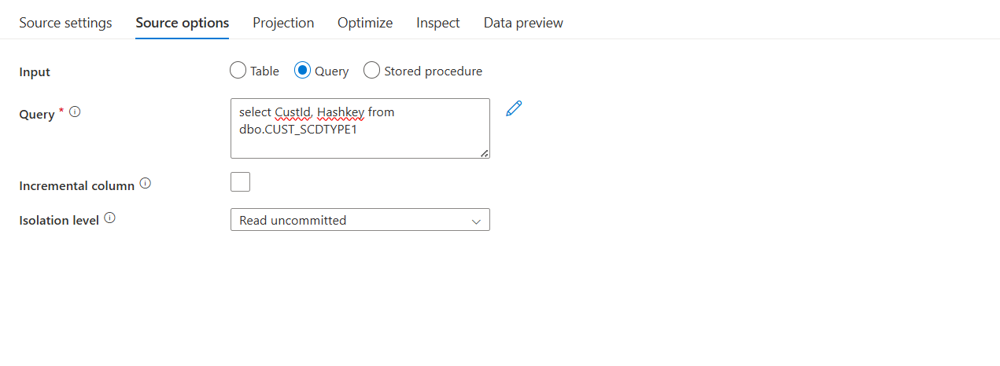 Source settings Source options Projection Optimize Inspect Data preview
Input Table Query Stored procedure
Query * select CustId, Hashkey from
dbo.CUST_SCDTYPE1
Incremental column
Isolation level Read uncommitted